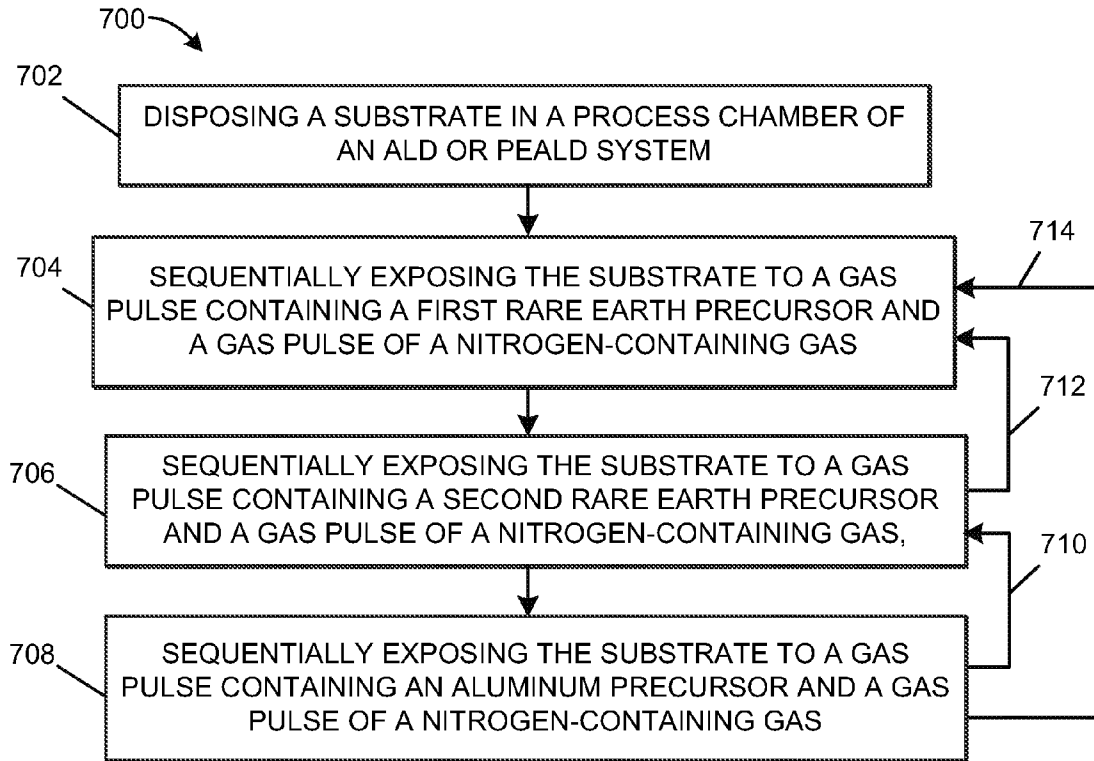 700
702
DISPOSING A SUBSTRATE IN A PROCESS CHAMBER OF
AN ALD OR PEALD SYSTEM
714
704
SEQUENTIALLY EXPOSING THE SUBSTRATE TO A GAS
PULSE CONTAINING A FIRST RARE EARTH PRECURSOR AND
A GAS PULSE OF A NITROGEN-CONTAINING GAS
712
706
SEQUENTIALLY EXPOSING THE SUBSTRATE TO A GAS
PULSE CONTAINING A SECOND RARE EARTH PRECURSOR
AND A GAS PULSE OF A NITROGEN-CONTAINING GAS,
710
708
SEQUENTIALLY EXPOSING THE SUBSTRATE TO A GAS
PULSE CONTAINING AN ALUMINUM PRECURSOR AND A GAS
PULSE OF A NITROGEN-CONTAINING GAS